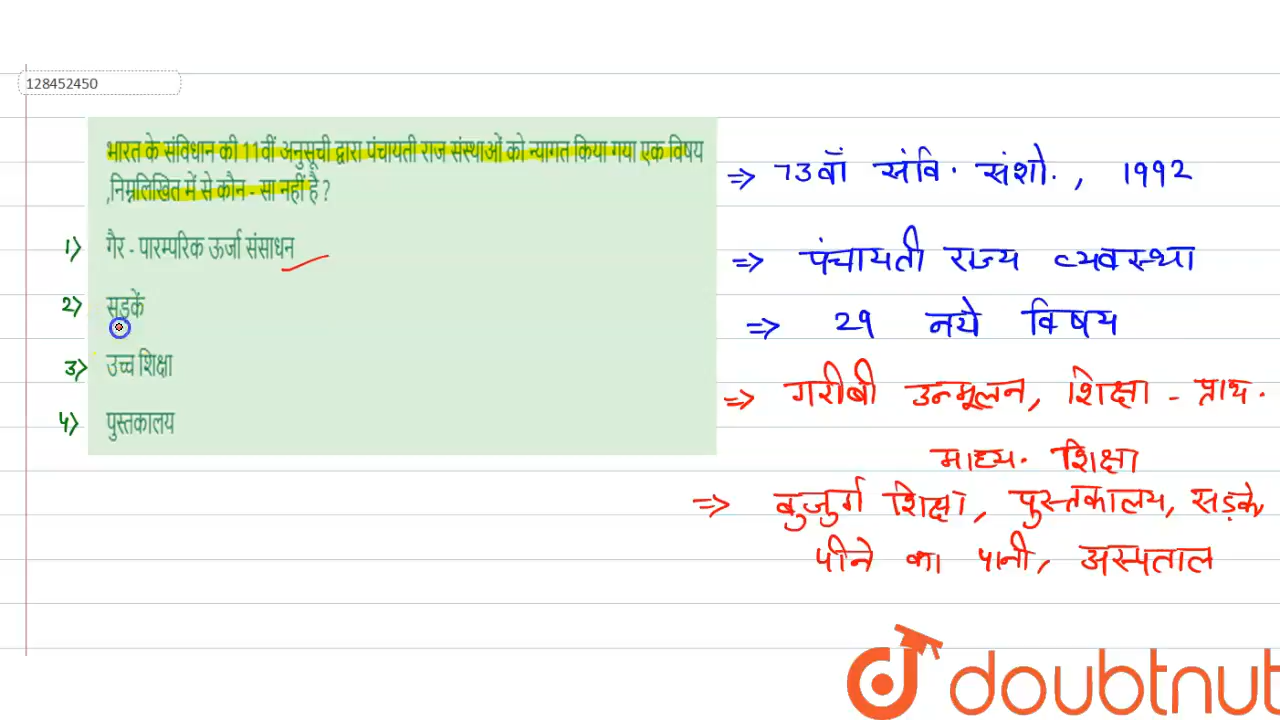 128452450
भारत के संविधान की 11वीं अनुसूची द्वारा पंचायती राज संस्थाओं को न्यागत किया गया एक विषय
,निम्नलिखित में से कौन - सा नहीं है ?
1) गैर - पारम्परिक ऊर्जा संसाधन
2) सड़कें
3) उच्च शिक्षा
4) पुस्तकालय
⇒ 73वाँ संवि. संशो. , 1992
⇒ पंचायती राज्य व्यवस्था
⇒ 29 नये विषय
⇒ गरीबी उन्मूलन, शिक्षा - प्राथ.
माध्य. शिक्षा
⇒ बुजुर्ग शिक्षा, पुस्तकालय, सड़के,
पीने का पानी, अस्पताल
doubtnut